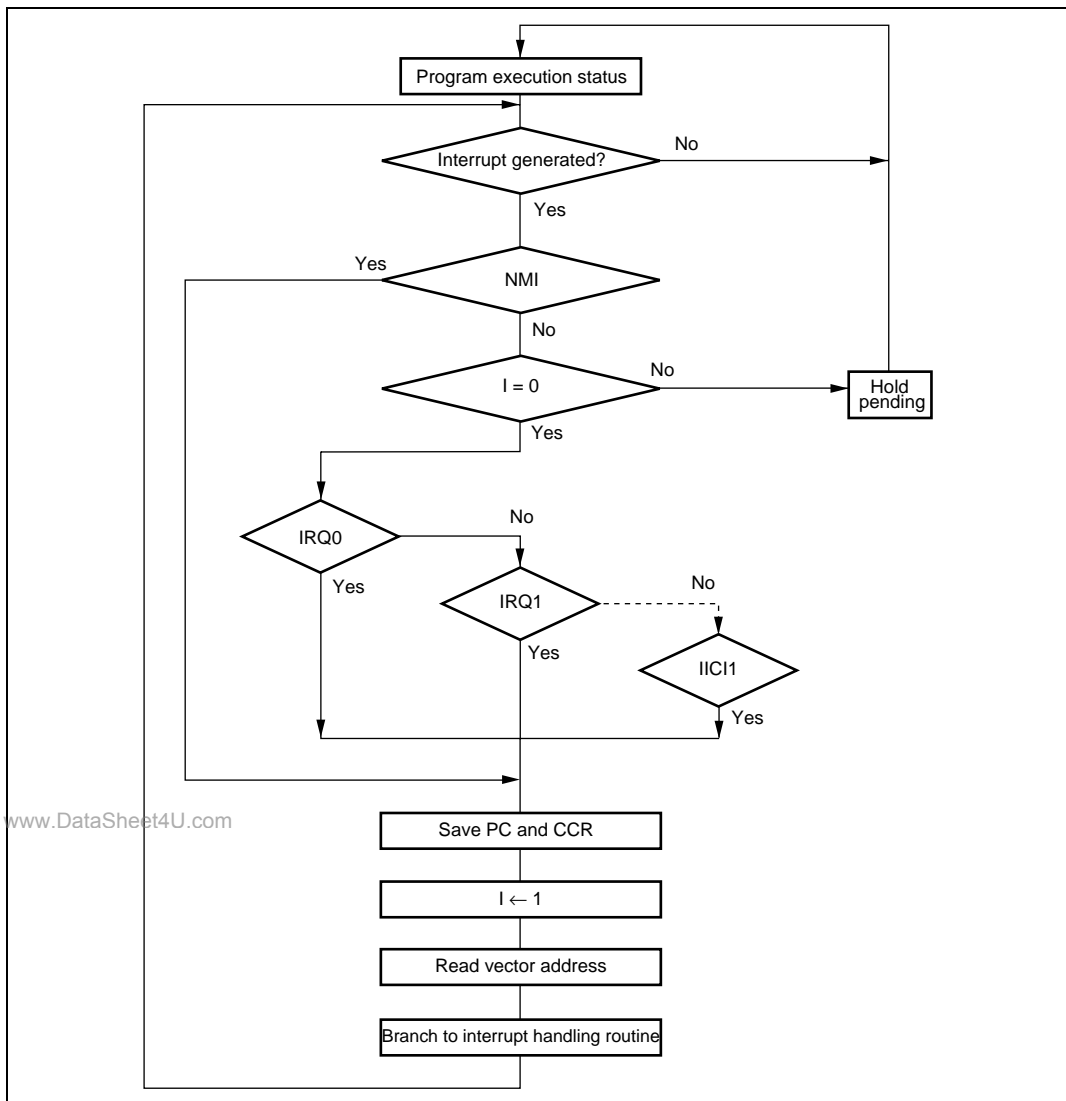 Program execution status
Interrupt generated?
No
Yes
Yes
NMI
No
I = 0
No
Hold
pending
Yes
IRQ0
No
Yes
IRQ1
No
Yes
IICI1
Yes
www.DataSheet4U.com
Save PC and CCR
I ← 1
Read vector address
Branch to interrupt handling routine